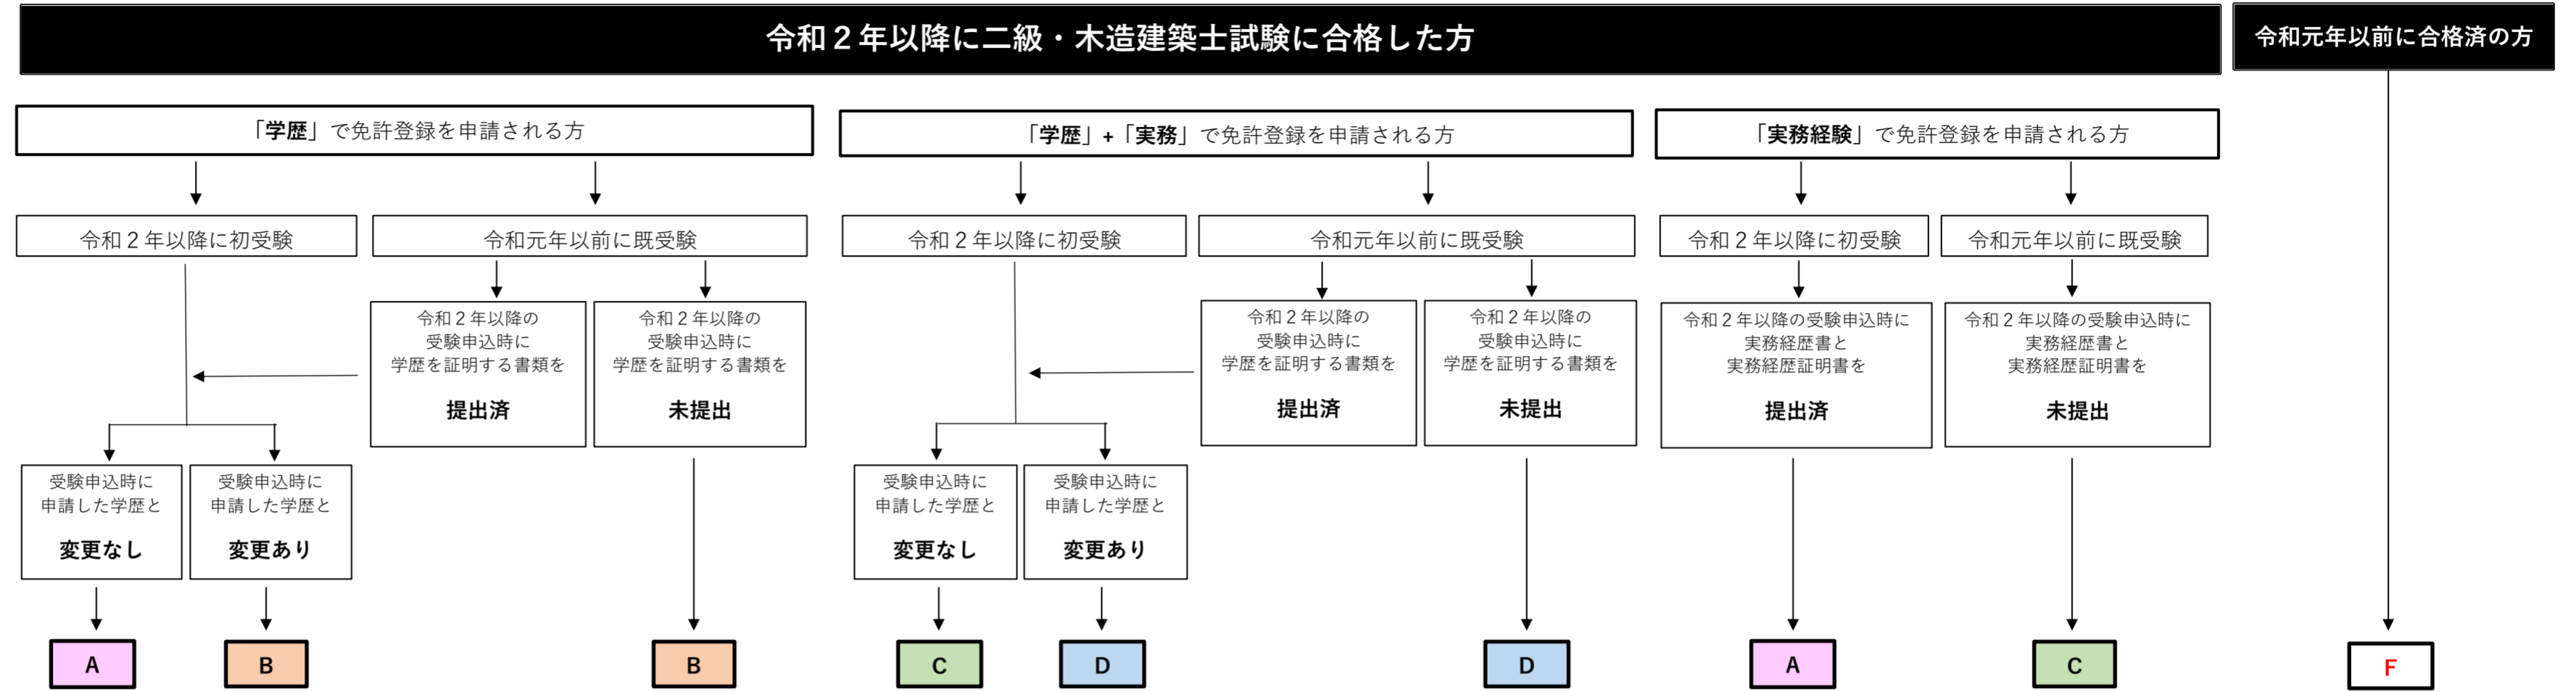 令和２年以降に二級・木造建築士試験に合格した方
令和元年以前に合格済の方
「学歴」で免許登録を申請される方
「学歴」+「実務」で免許登録を申請される方
「実務経験」で免許登録を申請される方
令和２年以降に初受験
令和元年以前に既受験
令和２年以降に初受験
令和元年以前に既受験
令和２年以降に初受験
令和元年以前に既受験
令和２年以降の
受験申込時に
学歴を証明する書類を
提出済
令和２年以降の
受験申込時に
学歴を証明する書類を
未提出
令和２年以降の
受験申込時に
学歴を証明する書類を
提出済
令和２年以降の
受験申込時に
学歴を証明する書類を
未提出
令和２年以降の受験申込時に
実務経歴書と
実務経歴証明書を
提出済
令和２年以降の受験申込時に
実務経歴書と
実務経歴証明書を
未提出
受験申込時に
申請した学歴と
変更なし
受験申込時に
申請した学歴と
変更あり
受験申込時に
申請した学歴と
変更なし
受験申込時に
申請した学歴と
変更あり
A
B
B
C
D
D
A
C
F